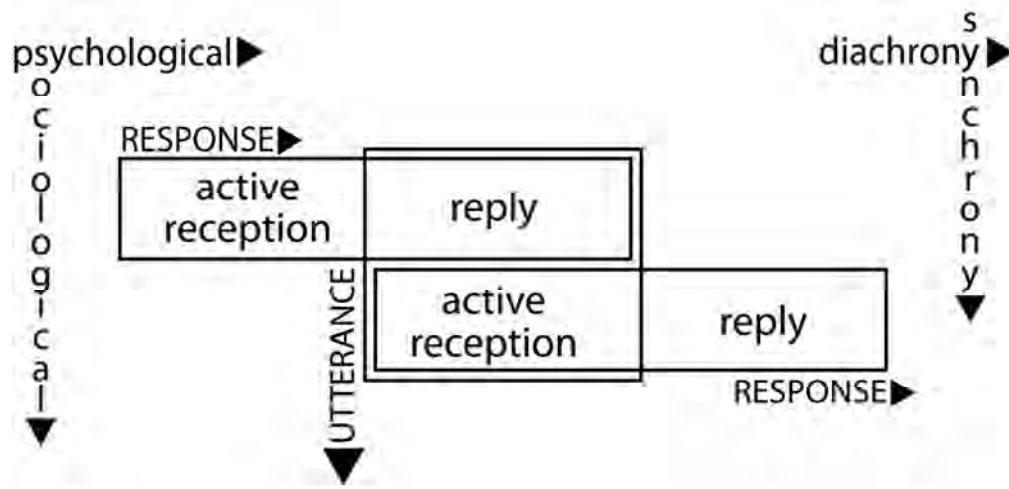 psychological
sociological
diachrony
synchrony
RESPONSE
active
reception
reply
UTTERANCE
active
reception
reply
RESPONSE